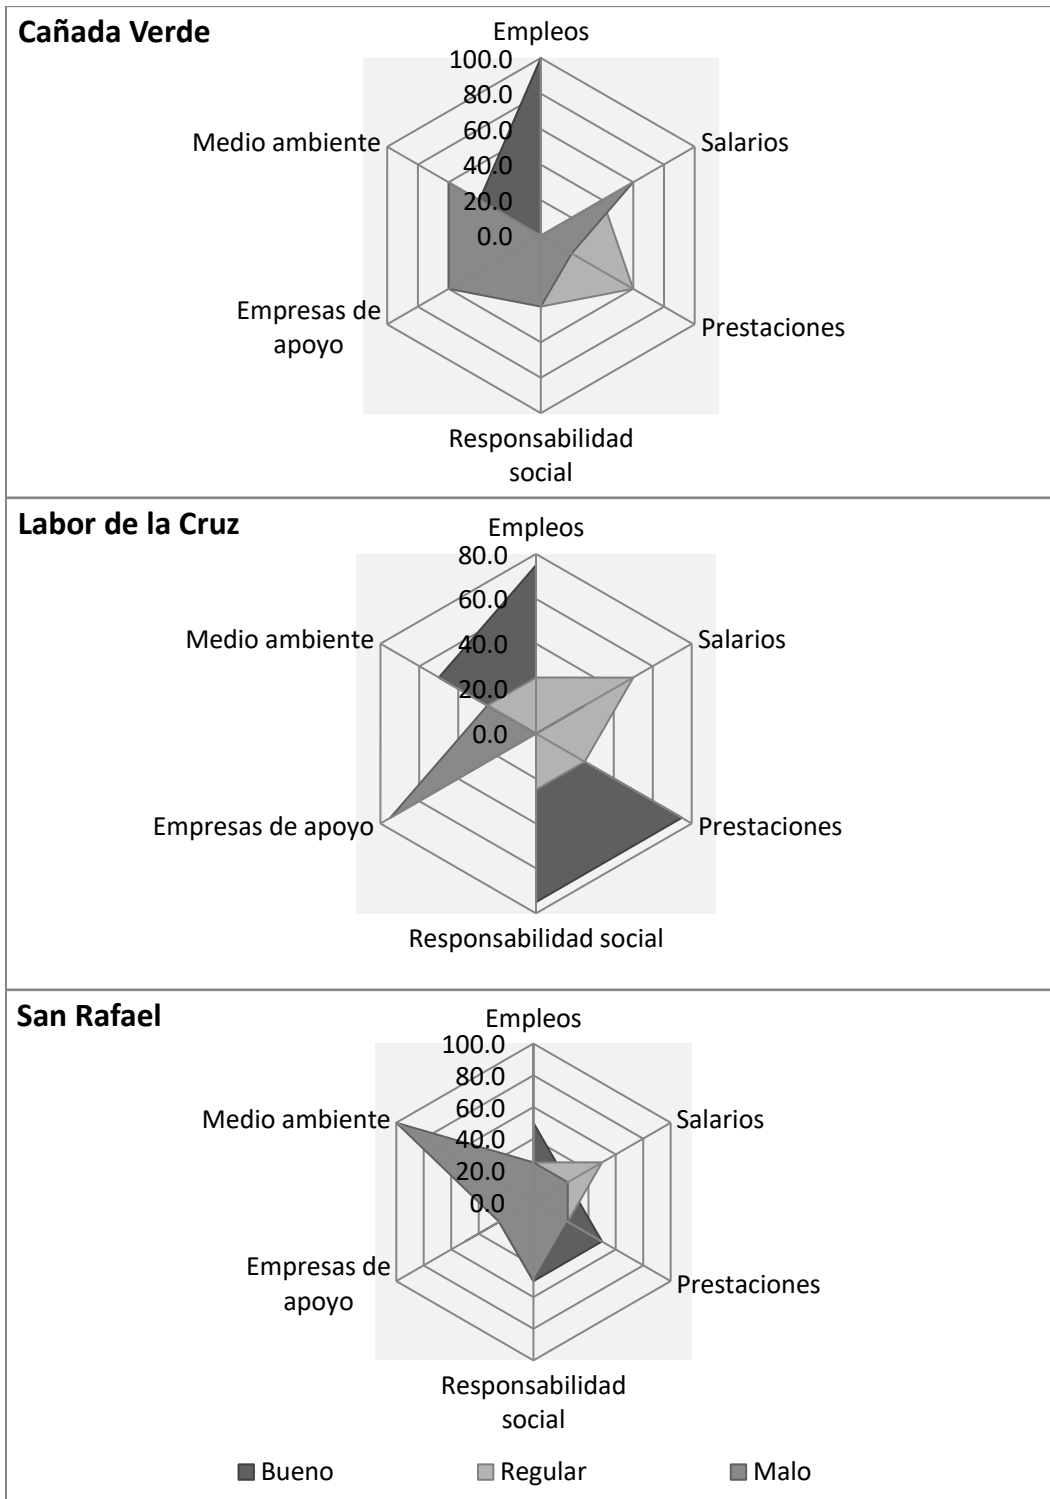 Cañada Verde
Empleos
100.0
80.0
60.0
40.0
20.0
0.0
Medio ambiente
Salarios
Empresas de
apoyo
Prestaciones
Responsabilidad
social
Labor de la Cruz
Empleos
80.0
60.0
40.0
20.0
0.0
Medio ambiente
Salarios
Empresas de apoyo
Prestaciones
Responsabilidad social
San Rafael
Empleos
100.0
80.0
60.0
40.0
20.0
0.0
Medio ambiente
Salarios
Empresas de
apoyo
Prestaciones
Responsabilidad
social
Bueno
Regular
Malo